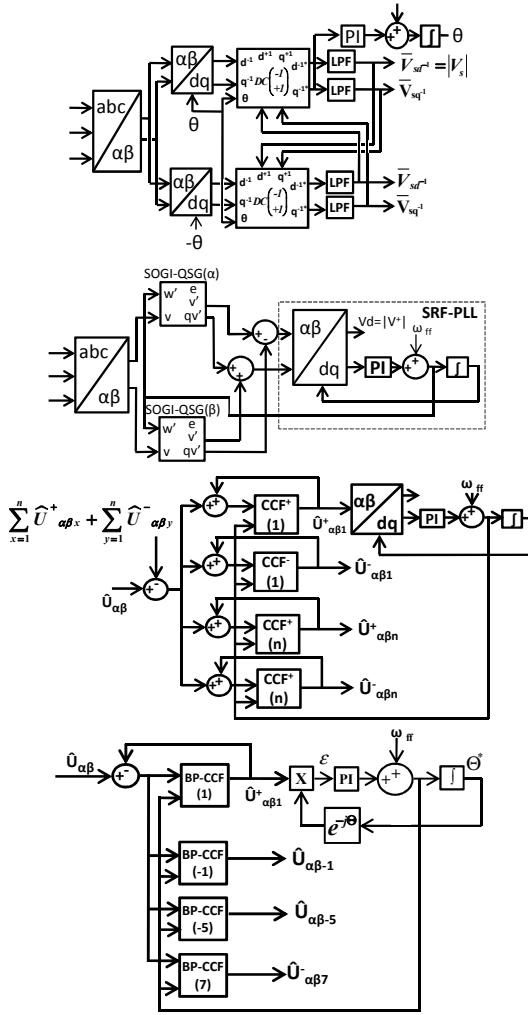 PI + + ∫ θ
αβ dq
d⁻¹ d⁺¹ q⁺¹ d⁻¹*
q⁻¹ DC(-1 +1) q⁻¹*
θ
LPF V̅sd⁻¹ = |Vs|
LPF V̅sq⁻¹
abc αβ
θ
αβ dq
d⁻¹ d⁺¹ q⁺¹ d⁻¹*
q⁻¹ DC(-I +I) q⁻¹*
θ
LPF V̅sd⁻¹
LPF V̅sq⁻¹
-θ
SOGI-QSG(α)
w' e
v'
v qv'
SRF-PLL
αβ dq
Vd=|V⁺|
ωff
PI + + ∫
abc αβ
+ -
+ +
SOGI-QSG(β)
w' e
v'
v qv'
∑ⁿₓ₌₁ Û⁺αβx + ∑ⁿᵧ₌₁ Û⁻αβy
+ + CCF⁺ (1) Û⁺αβ1
αβ dq
ωff
PI + + ∫
+ + CCF⁻ (1) U⁻αβ1
Ûαβ + -
+ + CCF⁺ (n) U⁺αβn
+ + CCF⁺ (n) Û⁻αβn
Ûαβ + -
BP-CCF (1) Û⁺αβ1
X ε PI + + ∫ Θ*
ωff
e⁻ʲΘ
BP-CCF (-1) Ûαβ-1
BP-CCF (-5) Ûαβ-5
BP-CCF (7) Û⁻αβ7